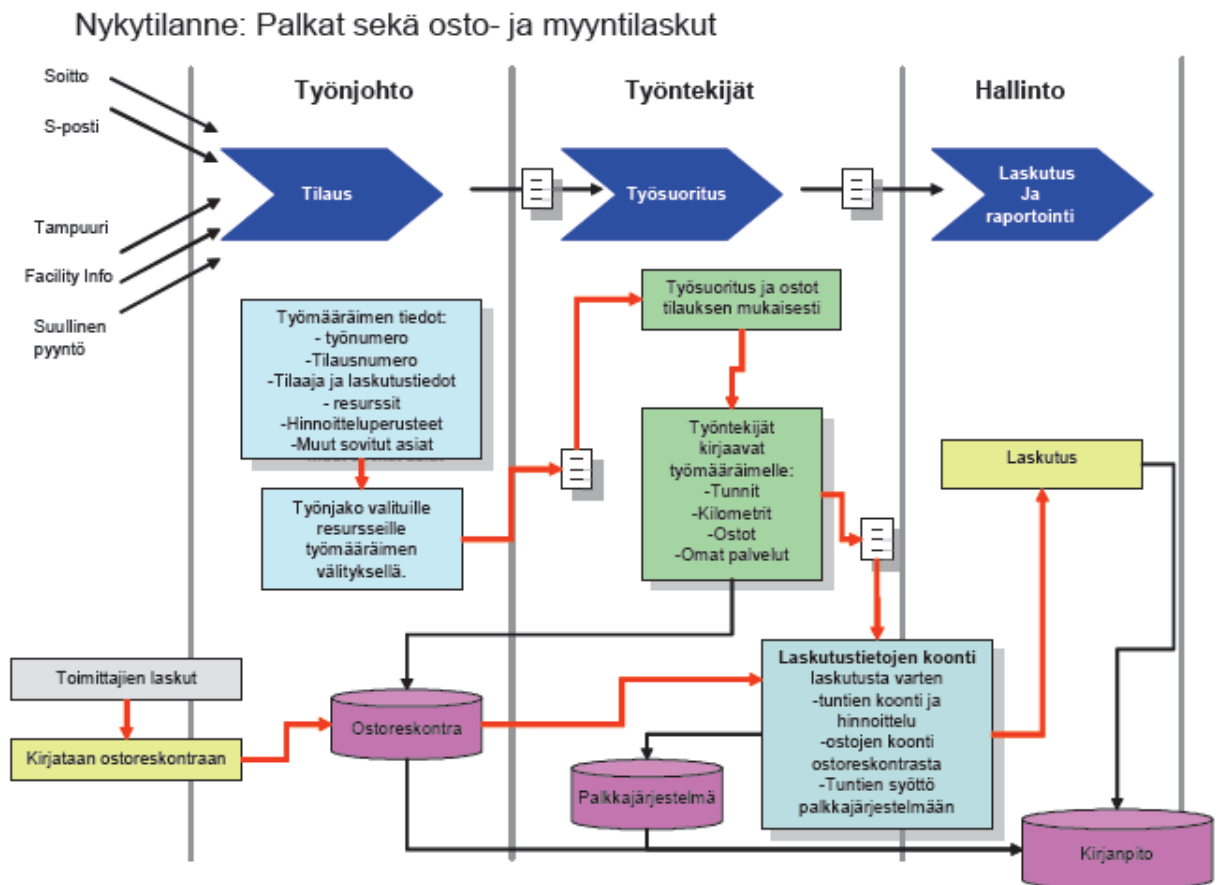 Nykytilanne: Palkat sekä osto- ja myyntilaskut
Soitto
S-posti
Tampuuri
Facility Info
Suullinen
pyyntö
Työnjohto
Työntekijät
Hallinto
Tilaus
Työsuoritus
Laskutus
Ja
raportointi
Työmääräimen tiedot:
- työnumero
-Tilausnumero
-Tilaaja ja laskutustiedot
- resurssit
-Hinnoitteluperusteet
-Muut sovitut asiat
Työnjako valituille
resursseille
työmääräimen
välityksellä.
Työsuoritus ja ostot
tilauksen mukaisesti
Työntekijät
kirjaavat
työmääräimelle:
-Tunnit
-Kilometrit
-Ostot
-Omat palvelut
Laskutus
Toimittajien laskut
Kirjataan ostoreskontraan
Ostoreskontra
Palkkajärjestelmä
Laskutustietojen koonti
laskutusta varten
-tuntien koonti ja
hinnoittelu
-ostojen koonti
ostoreskontrasta
-Tuntien syöttö
palkkajärjestelmään
Kirjanpito